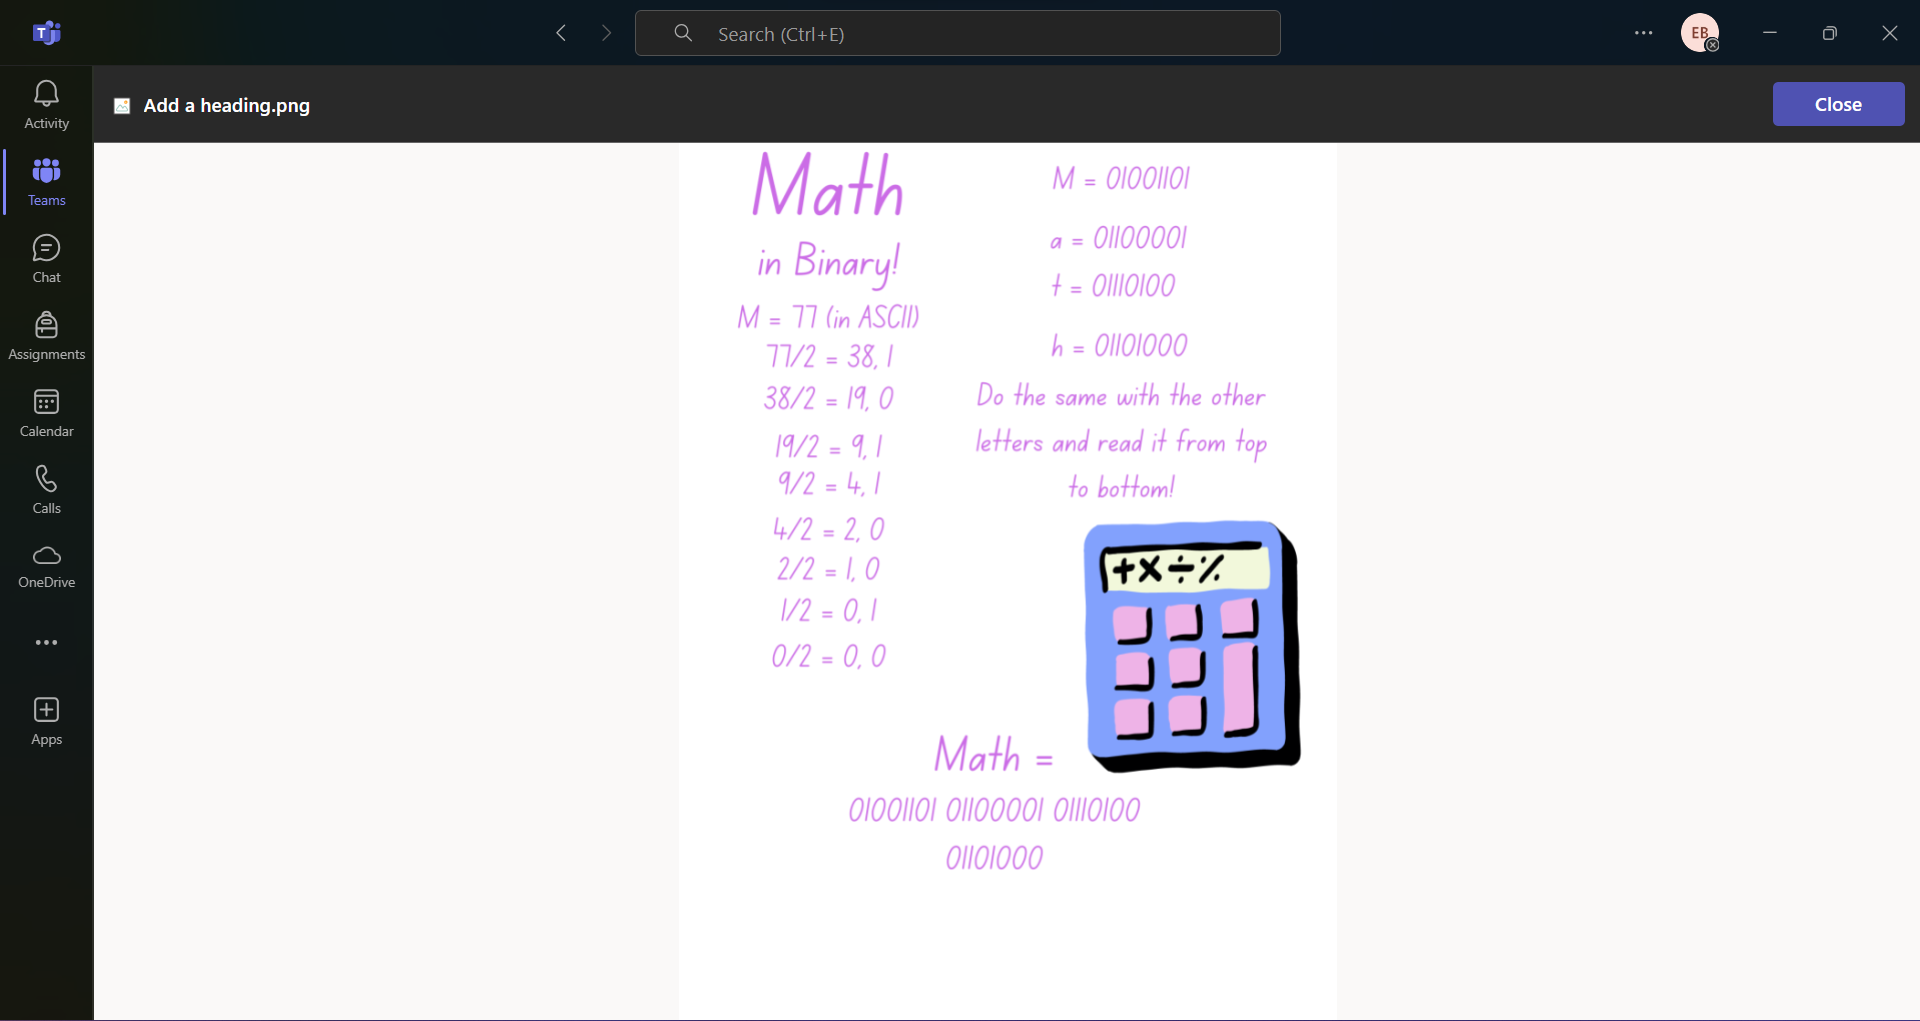 T
Search (Ctrl+E)
EB
Activity
Teams
Chat
Assignments
Calendar
Calls
OneDrive
Apps
Add a heading.png
Close
Math
in Binary!
M = 77 (in ASCII)
77/2 = 38, 1
38/2 = 19, 0
19/2 = 9, 1
9/2 = 4, 1
4/2 = 2, 0
2/2 = 1, 0
1/2 = 0, 1
0/2 = 0, 0
M = 01001101
a = 01100001
t = 01110100
h = 01101000
Do the same with the other
letters and read it from top
to bottom!
+×÷٪
Math =
01001101 01100001 01110100
01101000